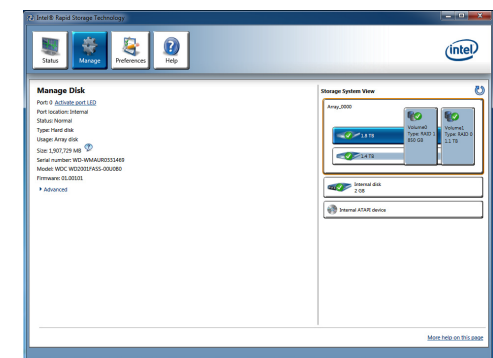 Intel® Rapid Storage Technology
Status
Manage
Preferences
Help
intel
Manage Disk
Port: 0 Activate port LED
Port location: Internal
Status: Normal
Type: Hard disk
Usage: Array disk
Size: 1,907,729 MB
Serial number: WD-WMAUR0331469
Model: WDC WD2001FASS-00U0B0
Firmware: 01.00101
Advanced
Storage System View
Array_0000
1.8 TB
1.4 TB
Volume0
Type: RAID 1
850 GB
Volume1
Type: RAID 0
1.1 TB
Internal disk
2 GB
Internal ATAPI device
More help on this page